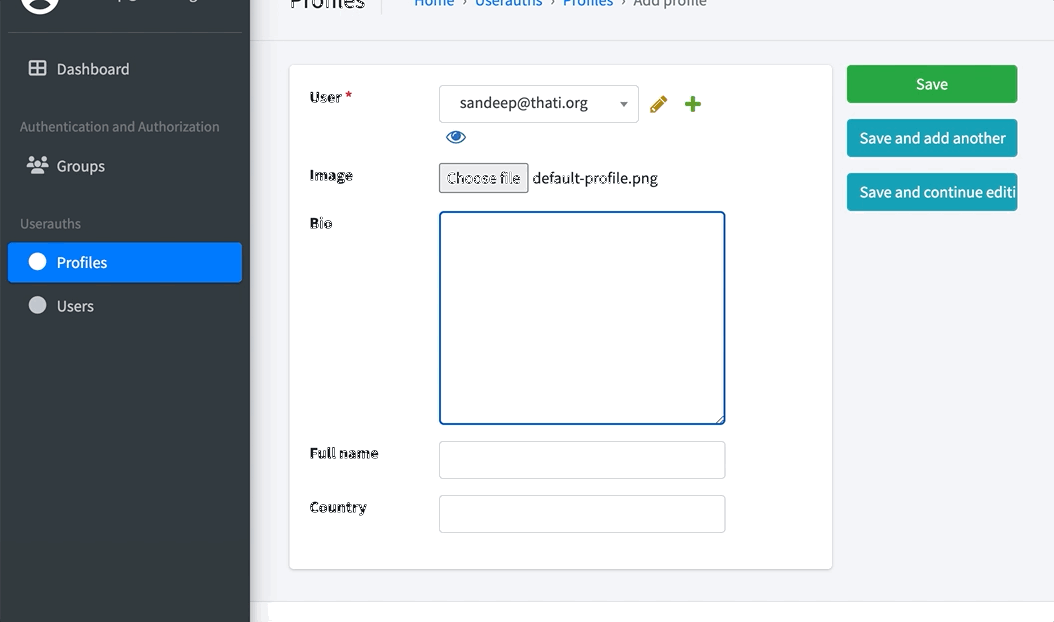 Profiles
Home › Userauths › Profiles › Add profile
Dashboard
Authentication and Authorization
Groups
Userauths
Profiles
Users
User *
sandeep@thati.org
Image
Choose file default-profile.png
Bio
Full name
Country
Save
Save and add another
Save and continue editi